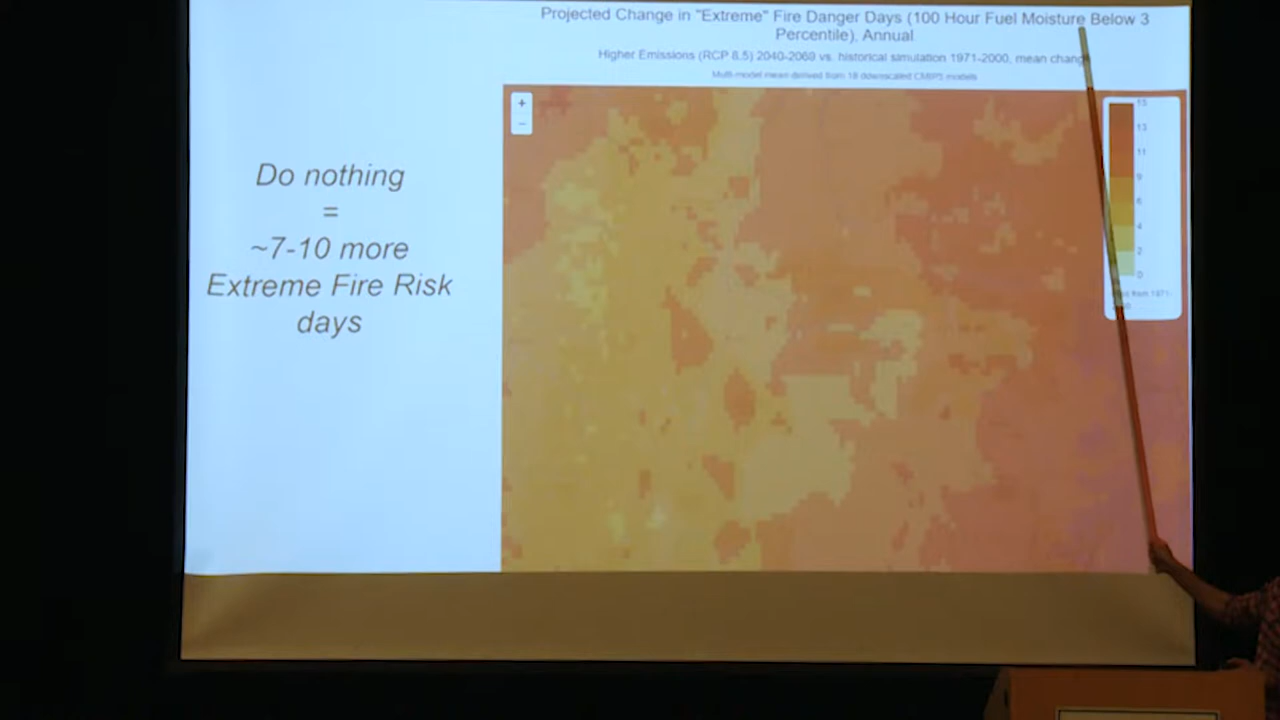 Projected Change in "Extreme" Fire Danger Days (100 Hour Fuel Moisture Below 3
Percentile), Annual
Higher Emissions (RCP 8.5) 2040-2069 vs. historical simulation 1971-2000, mean change
Multi-model mean derived from 18 downscaled CMIP5 models
+
−
Do nothing
=
~7-10 more
Extreme Fire Risk
days
15
13
11
9
6
4
2
0
from 1971-